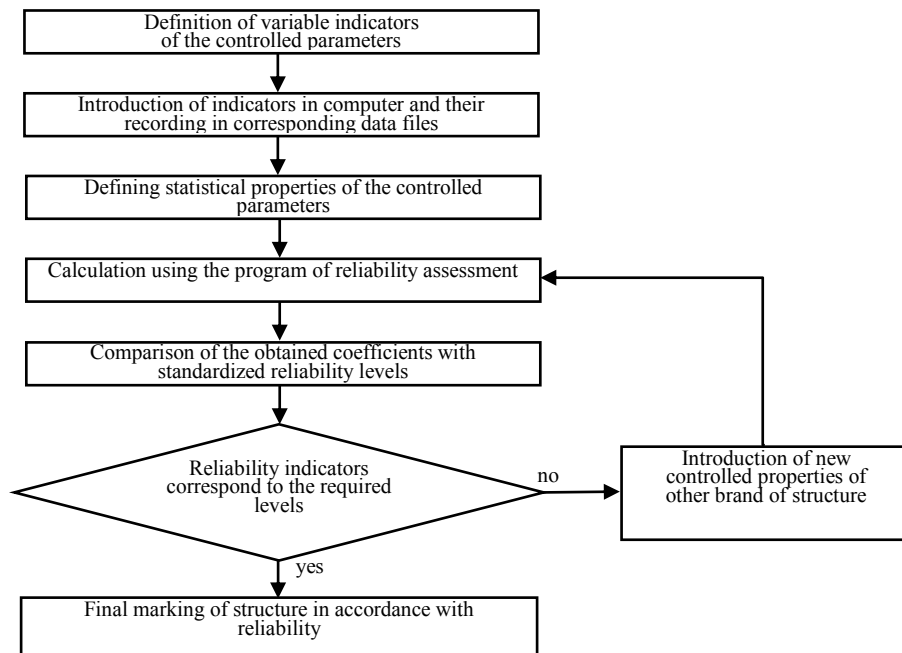 Definition of variable indicators
of the controlled parameters
Introduction of indicators in computer and their
recording in corresponding data files
Defining statistical properties of the controlled
parameters
Calculation using the program of reliability assessment
Comparison of the obtained coefficients with
standardized reliability levels
Reliability indicators
correspond to the required
levels
no
Introduction of new
controlled properties of
other brand of structure
yes
Final marking of structure in accordance with
reliability